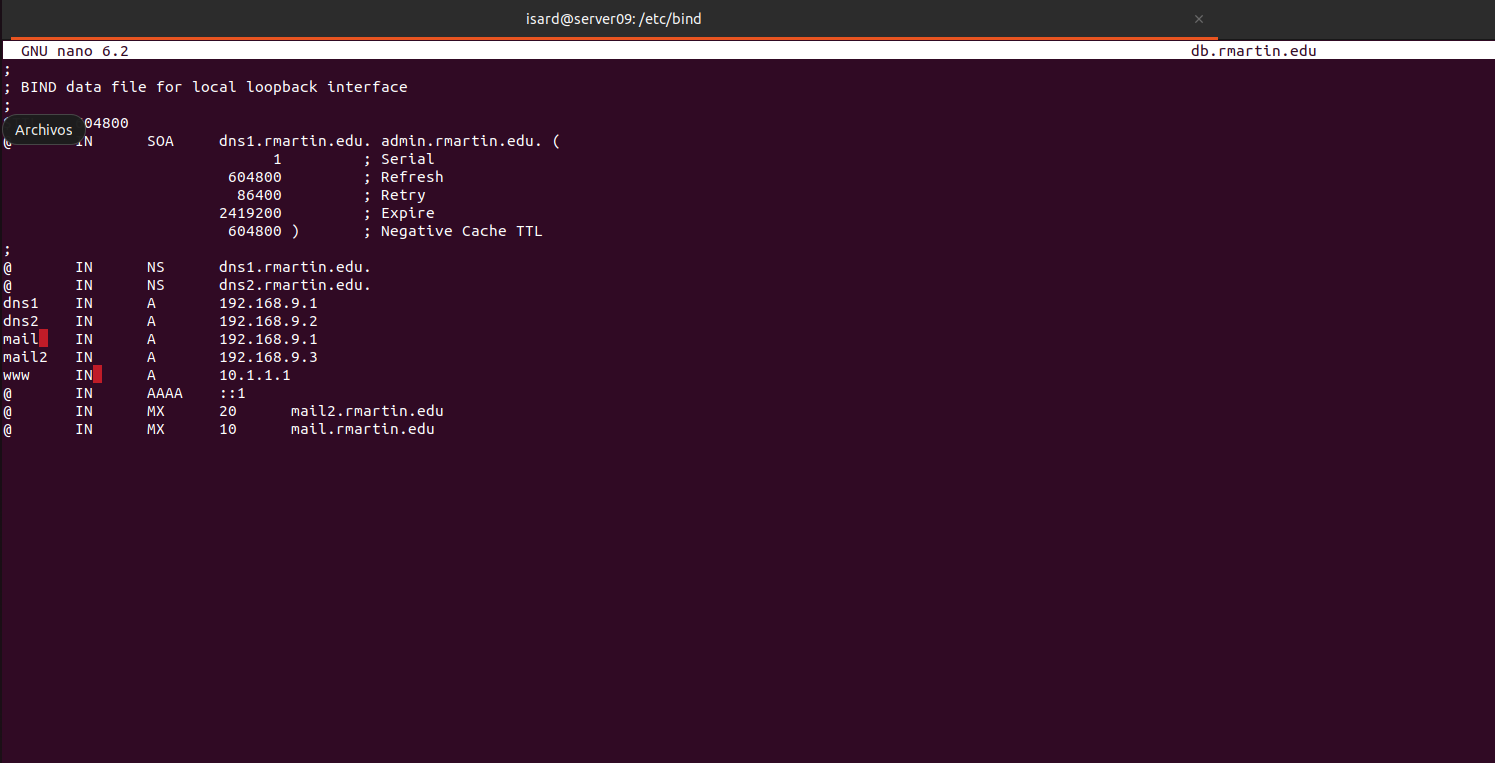 isard@server09: /etc/bind ×
GNU nano 6.2 db.rmartin.edu
;
; BIND data file for local loopback interface
;
04800
Archivos
@ IN SOA dns1.rmartin.edu. admin.rmartin.edu. (
1 ; Serial
604800 ; Refresh
86400 ; Retry
2419200 ; Expire
604800 ) ; Negative Cache TTL
;
@ IN NS dns1.rmartin.edu.
@ IN NS dns2.rmartin.edu.
dns1 IN A 192.168.9.1
dns2 IN A 192.168.9.2
mail IN A 192.168.9.1
mail2 IN A 192.168.9.3
www IN A 10.1.1.1
@ IN AAAA ::1
@ IN MX 20 mail2.rmartin.edu
@ IN MX 10 mail.rmartin.edu